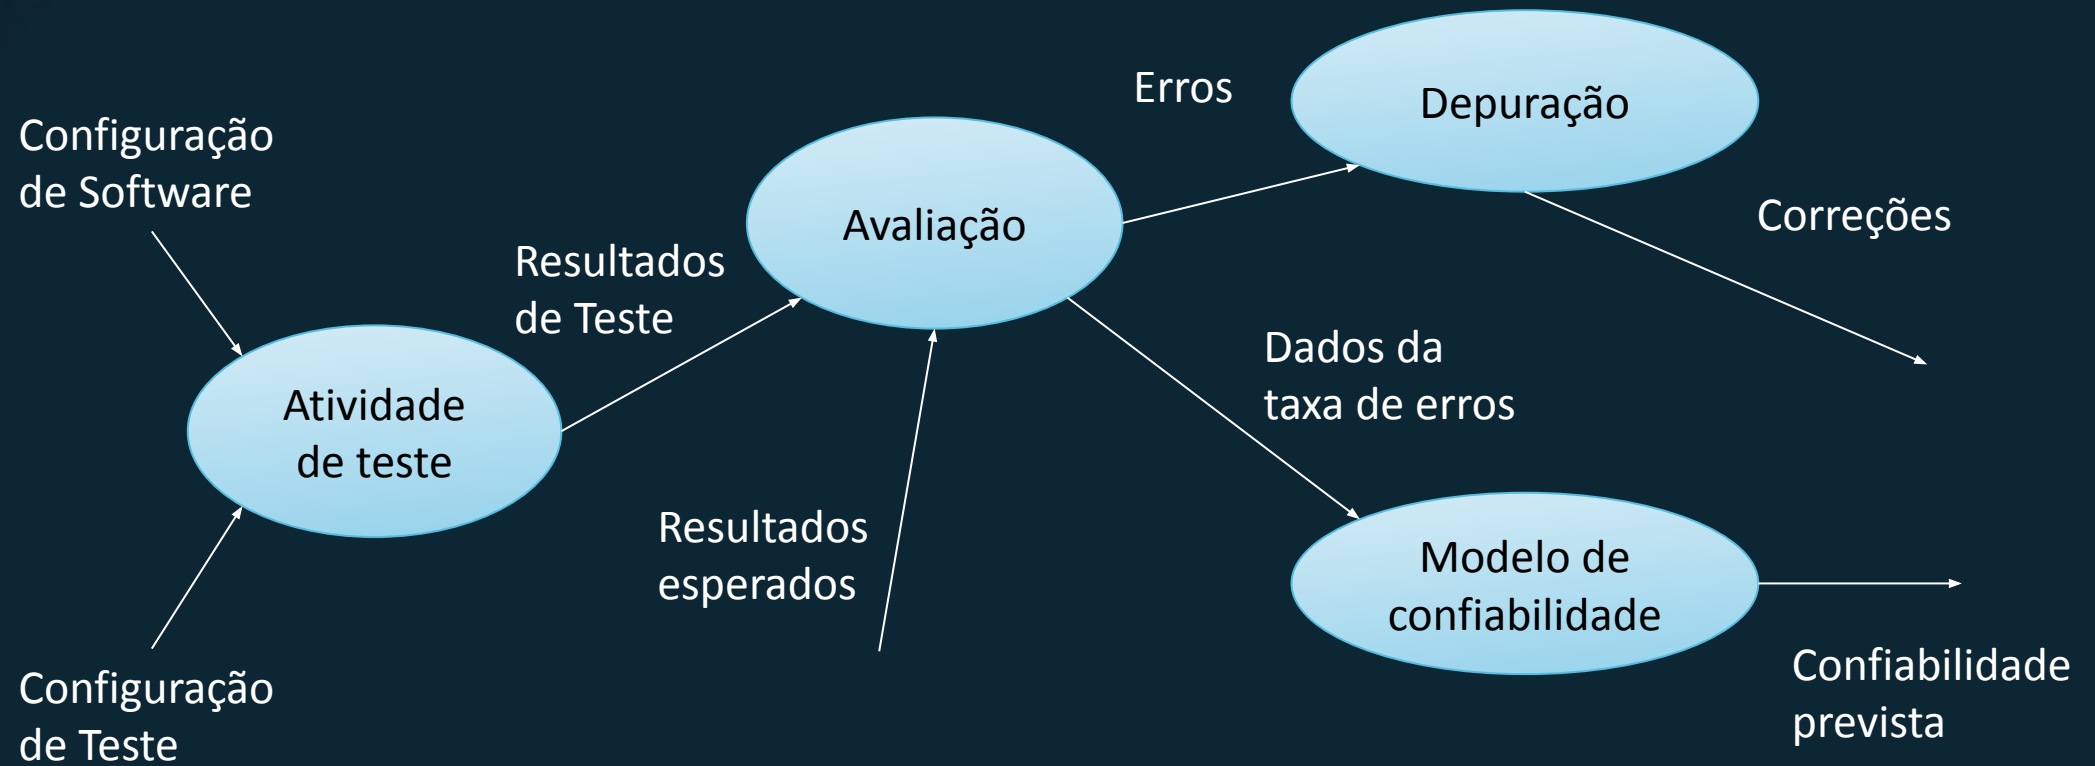 Configuração
de Software
Atividade
de teste
Configuração
de Teste
Resultados
de Teste
Avaliação
Resultados
esperados
Erros
Depuração
Correções
Dados da
taxa de erros
Modelo de
confiabilidade
Confiabilidade
prevista